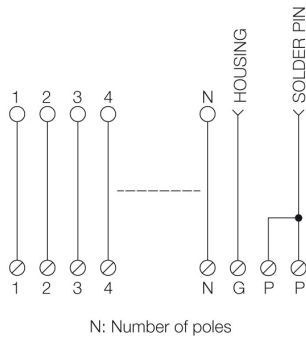 HOUSING
SOLDER PIN
1 2 3 4 N
1 2 3 4 N G P P
N: Number of poles